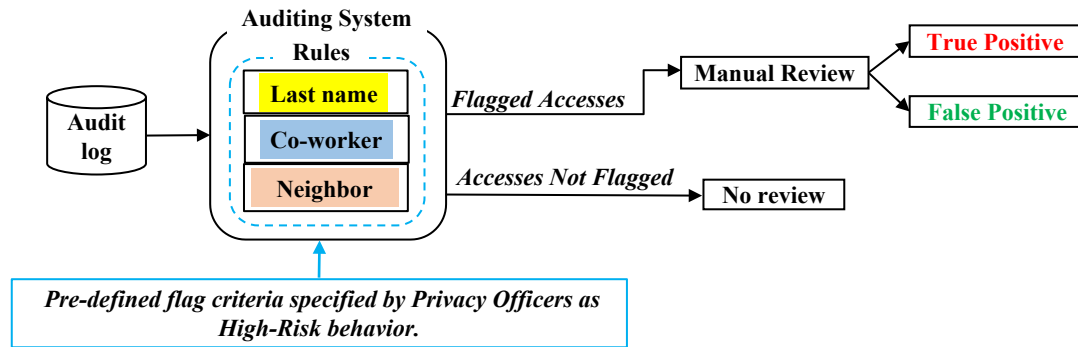 Auditing System
Rules
Last name
Co-worker
Neighbor
Audit
log
Flagged Accesses
Accesses Not Flagged
Manual Review
No review
True Positive
False Positive
Pre-defined flag criteria specified by Privacy Officers as
High-Risk behavior.